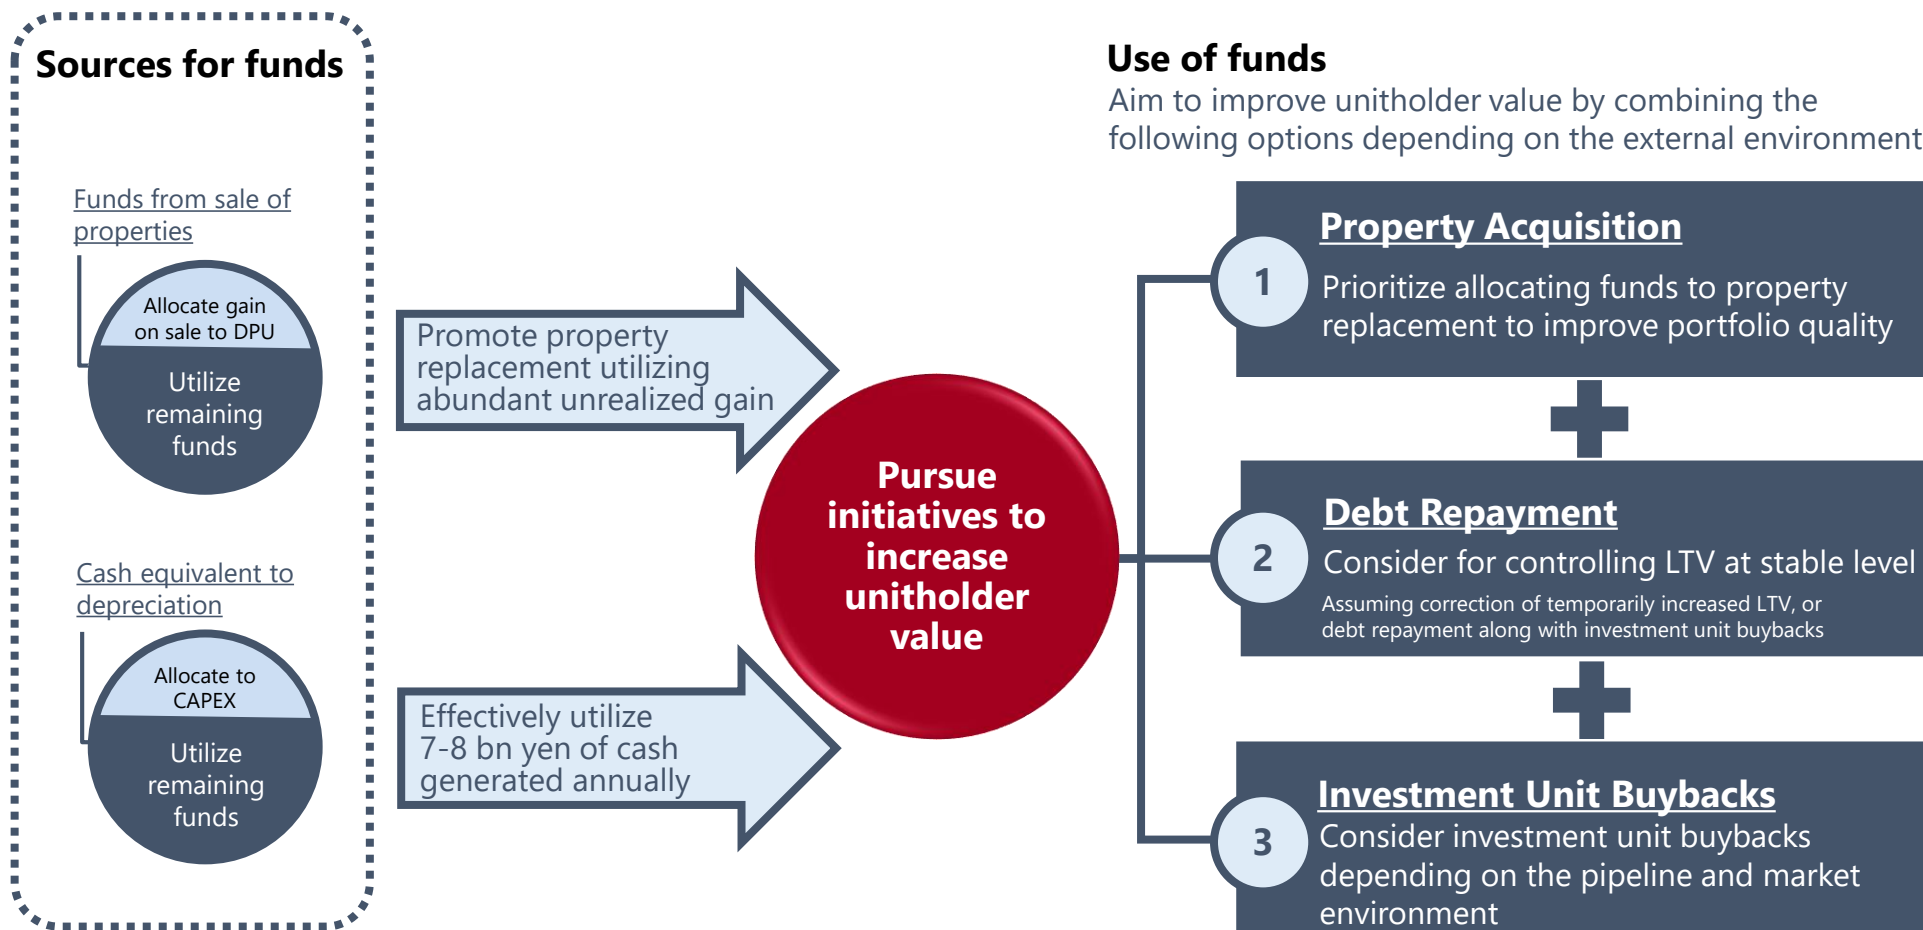 Sources for funds
Funds from sale of
properties
Allocate gain
on sale to DPU
Utilize
remaining
funds
Cash equivalent to
depreciation
Allocate to
CAPEX
Utilize
remaining
funds
Promote property
replacement utilizing
abundant unrealized gain
Effectively utilize
7-8 bn yen of cash
generated annually
Pursue
initiatives to
increase
unitholder
value
Use of funds
Aim to improve unitholder value by combining the
following options depending on the external environment
1
Property Acquisition
Prioritize allocating funds to property
replacement to improve portfolio quality
2
Debt Repayment
Consider for controlling LTV at stable level
Assuming correction of temporarily increased LTV, or
debt repayment along with investment unit buybacks
3
Investment Unit Buybacks
Consider investment unit buybacks
depending on the pipeline and market
environment